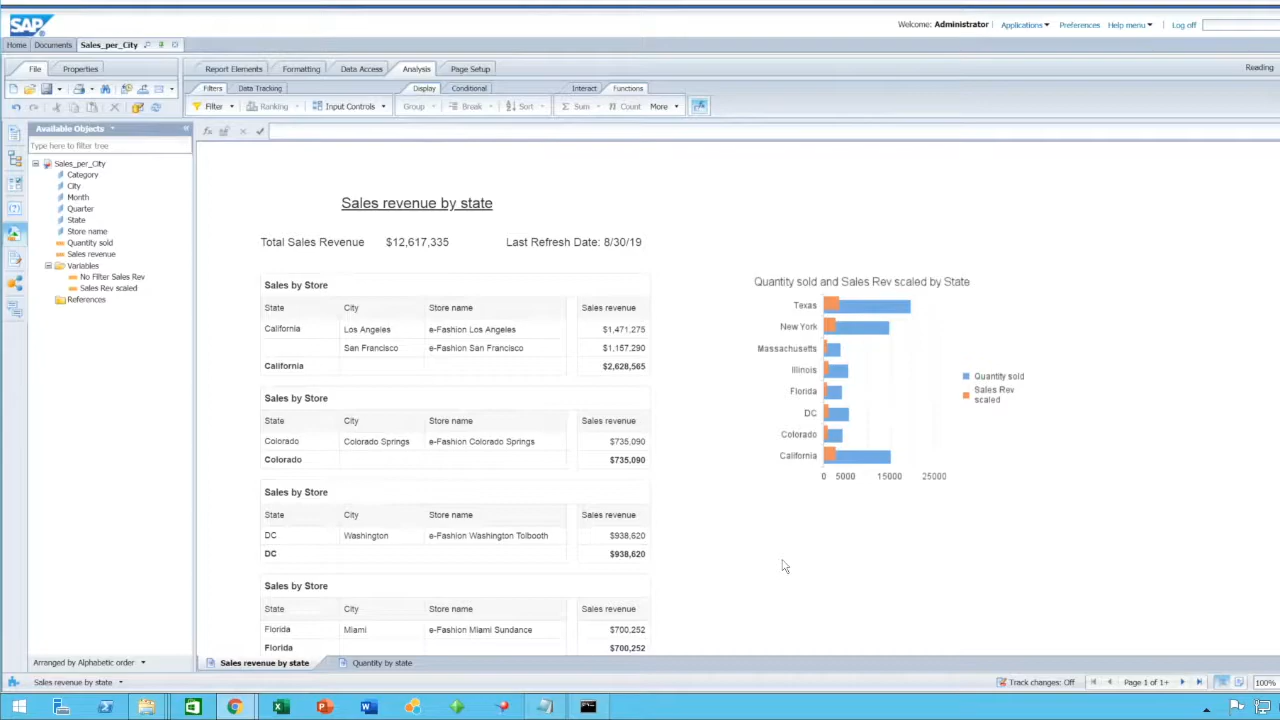 SAP
Welcome: Administrator Applications Preferences Help menu Log off
Home Documents Sales_per_City
File Properties Report Elements Formatting Data Access Analysis Page Setup Reading
Filters Data Tracking Display Conditional Interact Functions
Filter Ranking Input Controls Group Break Sort Sum Count More
Available Objects
Type here to filter tree
Sales_per_City
Category
City
Month
Quarter
State
Store name
Quantity sold
Sales revenue
Variables
No Filter Sales Rev
Sales Rev scaled
References
Arranged by Alphabetic order
Sales revenue by state
Total Sales Revenue $12,617,335 Last Refresh Date: 8/30/19
Sales by Store
State City Store name Sales revenue
California Los Angeles e-Fashion Los Angeles $1,471,275
San Francisco e-Fashion San Francisco $1,157,290
California $2,628,565
Sales by Store
State City Store name Sales revenue
Colorado Colorado Springs e-Fashion Colorado Springs $735,090
Colorado $735,090
Sales by Store
State City Store name Sales revenue
DC Washington e-Fashion Washington Tolbooth $938,620
DC $938,620
Sales by Store
State City Store name Sales revenue
Florida Miami e-Fashion Miami Sundance $700,252
Florida $700,252
Quantity sold and Sales Rev scaled by State
Texas
New York
Massachusetts
Illinois
Florida
DC
Colorado
California
0 5000 15000 25000
Quantity sold
Sales Rev
scaled
Sales revenue by state Quantity by state
Sales revenue by state Track changes: Off Page 1 of 1+ 100%